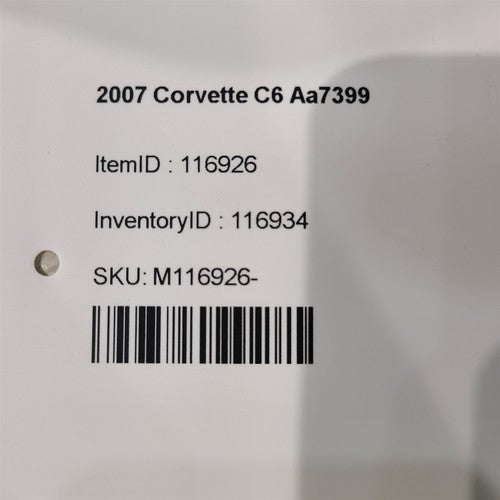 2007 Corvette C6 Aa7399
ItemID : 116926
InventoryID : 116934
SKU: M116926-